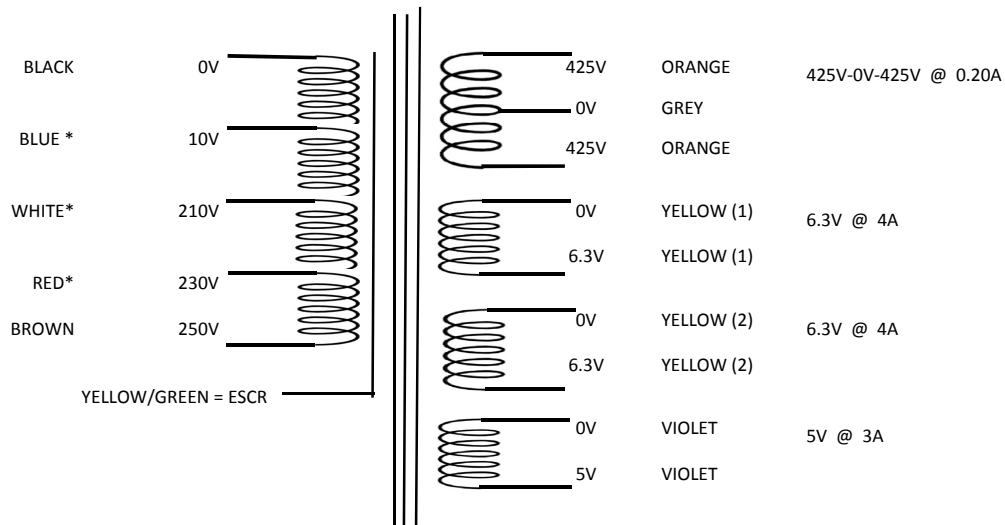 BLACK 0V
BLUE * 10V
WHITE* 210V
RED* 230V
BROWN 250V
YELLOW/GREEN = ESCR
425V ORANGE 425V-0V-425V @ 0.20A
0V GREY
425V ORANGE
0V YELLOW (1) 6.3V @ 4A
6.3V YELLOW (1)
0V YELLOW (2) 6.3V @ 4A
6.3V YELLOW (2)
0V VIOLET 5V @ 3A
5V VIOLET